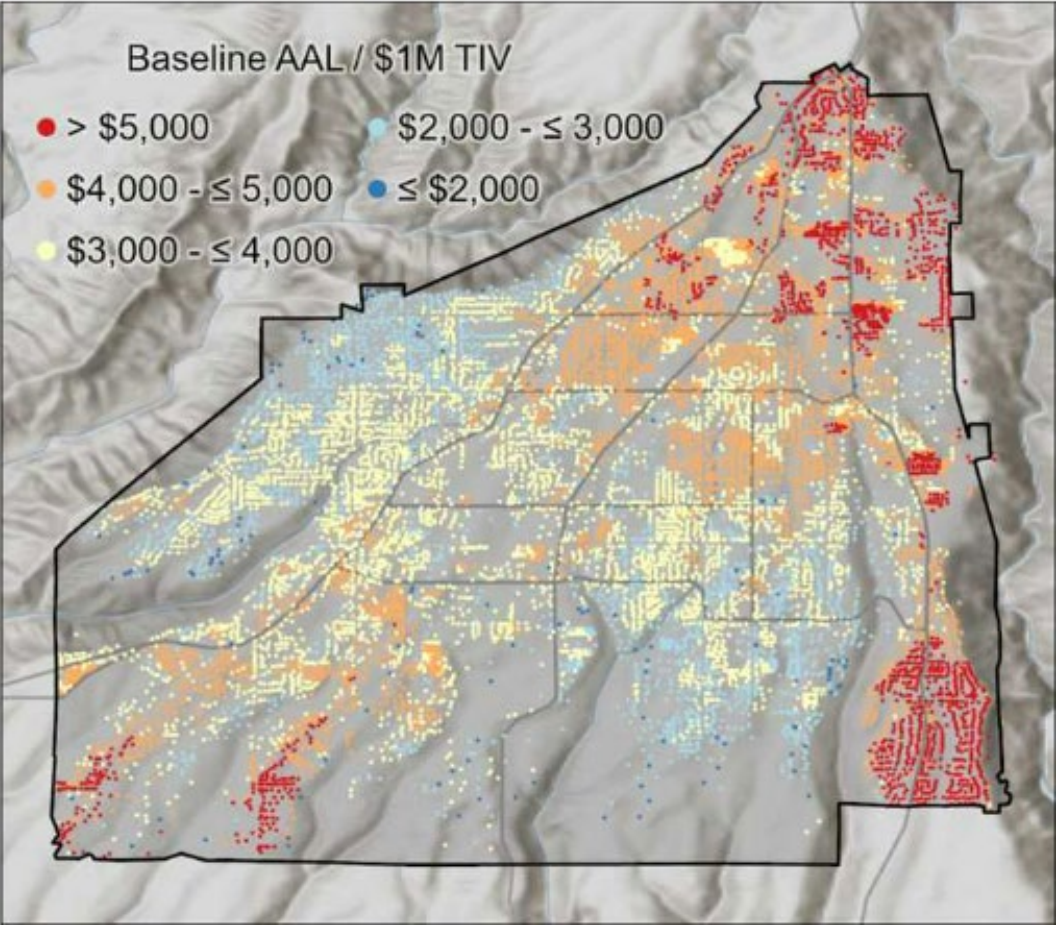 Baseline AAL / $1M TIV
> $5,000
$4,000 - ≤ 5,000
$3,000 - ≤ 4,000
$2,000 - ≤ 3,000
≤ $2,000